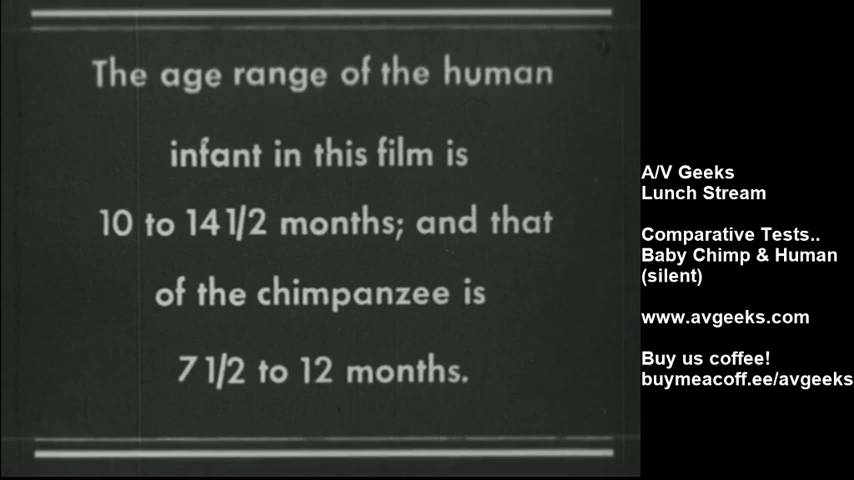 The age range of the human
infant in this film is
10 to 14 1/2 months; and that
of the chimpanzee is
7 1/2 to 12 months.
A/V Geeks
Lunch Stream
Comparative Tests..
Baby Chimp & Human
(silent)
www.avgeeks.com
Buy us coffee!
buymeacoff.ee/avgeeks